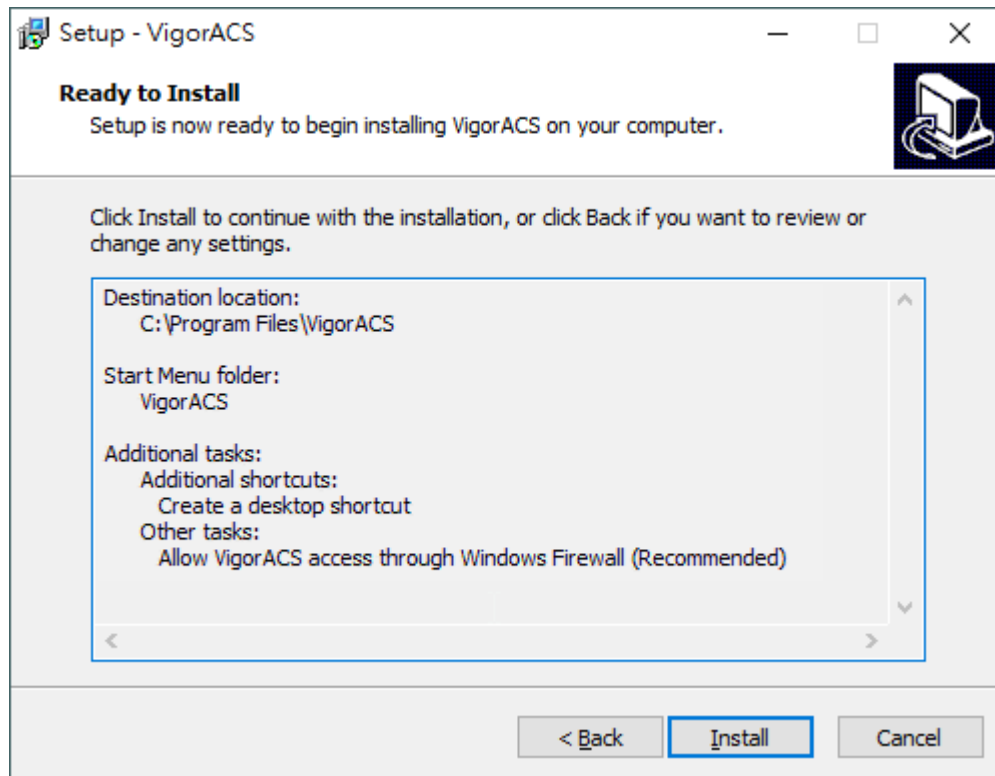 Setup - VigorACS
Ready to Install
Setup is now ready to begin installing VigorACS on your computer.
Click Install to continue with the installation, or click Back if you want to review or
change any settings.
Destination location:
C:\Program Files\VigorACS
Start Menu folder:
VigorACS
Additional tasks:
Additional shortcuts:
Create a desktop shortcut
Other tasks:
Allow VigorACS access through Windows Firewall (Recommended)
< Back
Install
Cancel